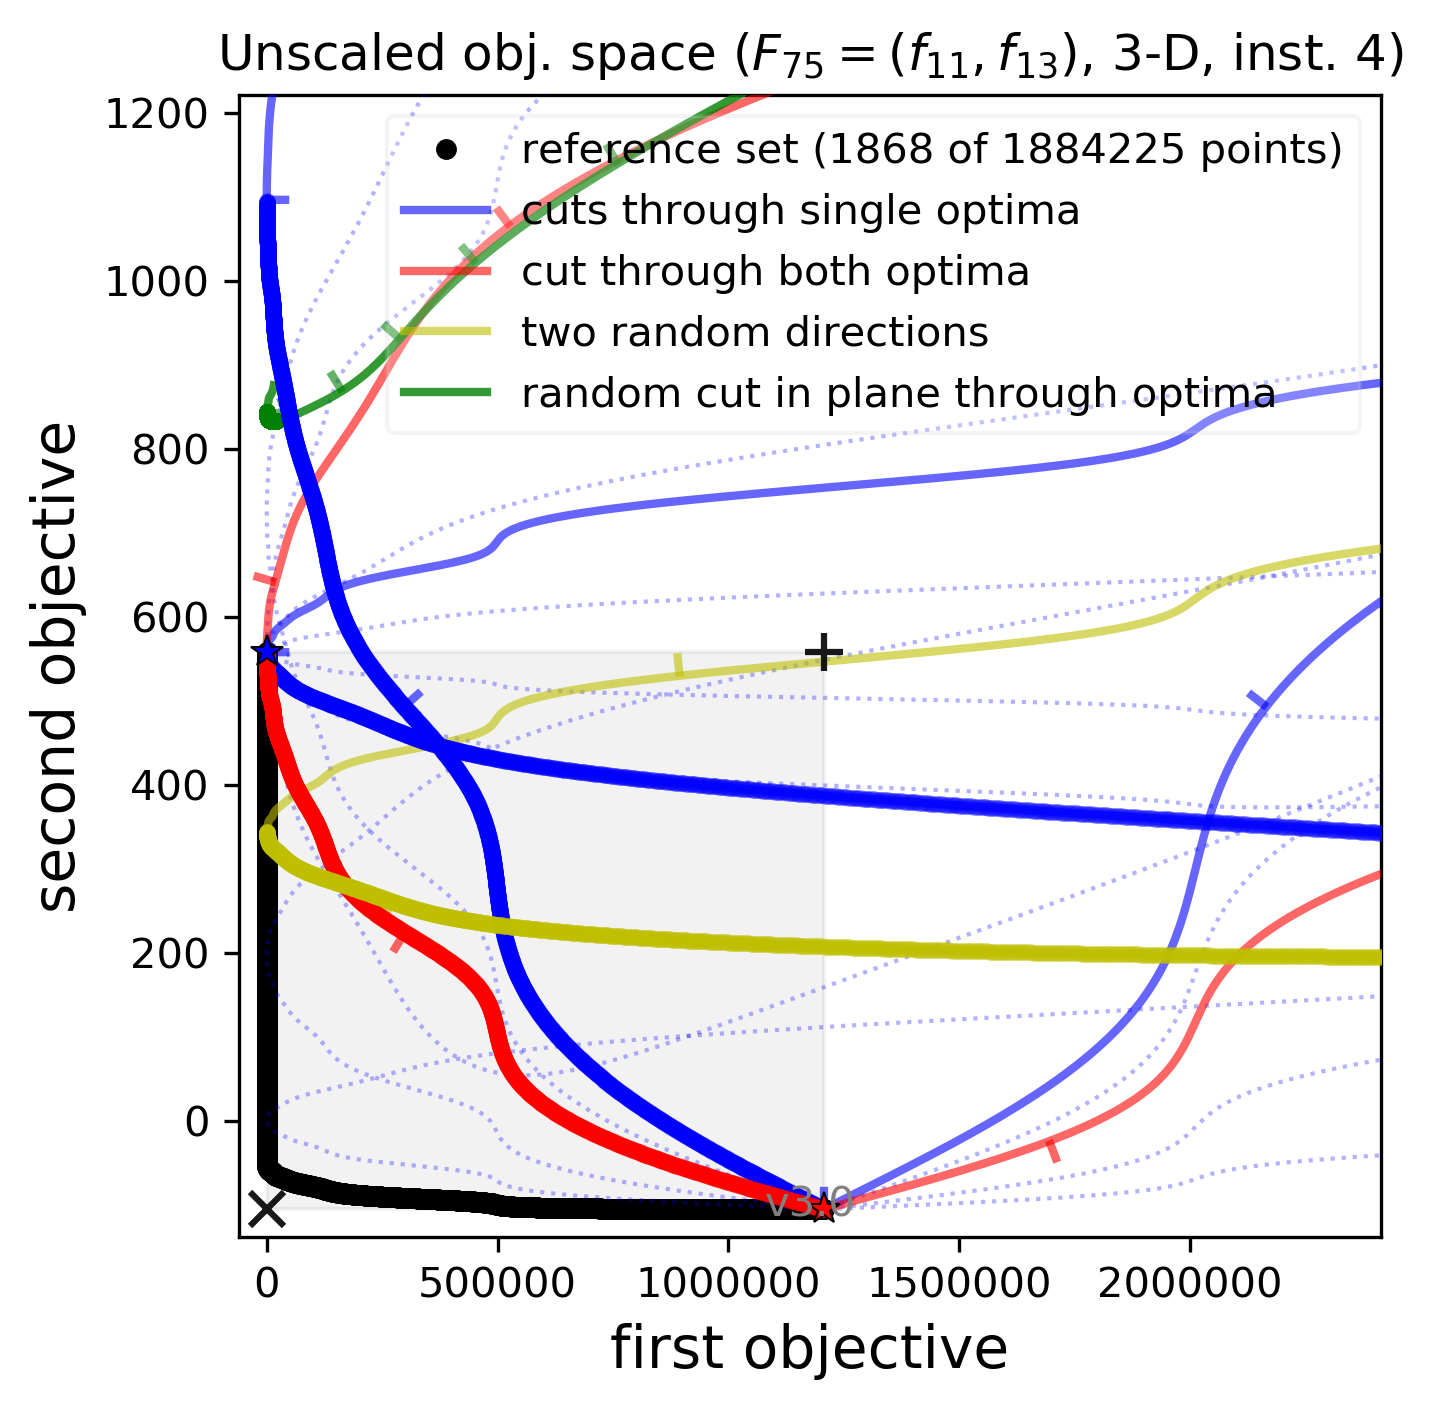 Unscaled obj. space (F75 = (f11, f13), 3-D, inst. 4)
1200
1000
800
600
400
200
0
second objective
reference set (1868 of 1884225 points)
cuts through single optima
cut through both optima
two random directions
random cut in plane through optima
v3.0
0 500000 1000000 1500000 2000000
first objective